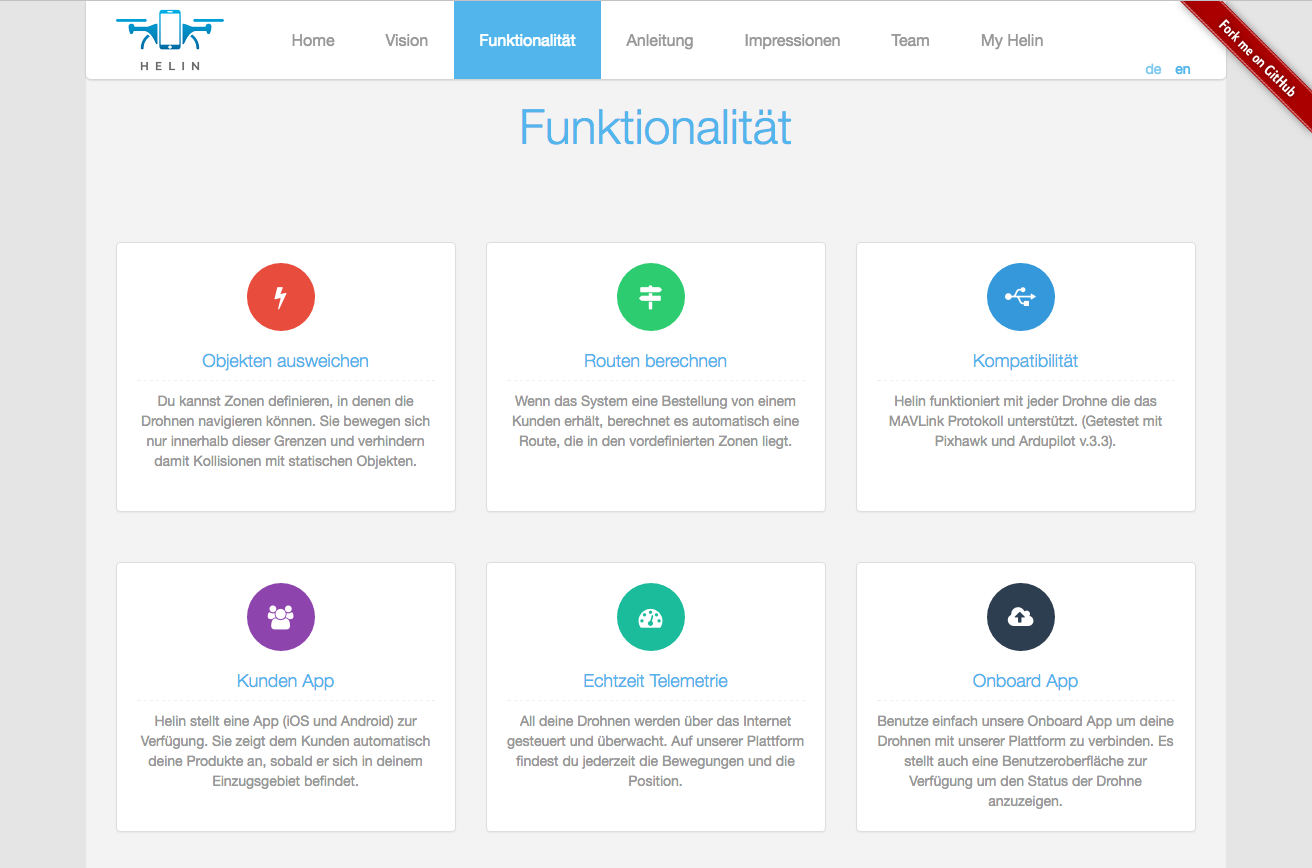 HELIN
Home
Vision
Funktionalität
Anleitung
Impressionen
Team
My Helin
de
en
Fork me on GitHub
Funktionalität
Objekten ausweichen
Du kannst Zonen definieren, in denen die
Drohnen navigieren können. Sie bewegen sich
nur innerhalb dieser Grenzen und verhindern
damit Kollisionen mit statischen Objekten.
Routen berechnen
Wenn das System eine Bestellung von einem
Kunden erhält, berechnet es automatisch eine
Route, die in den vordefinierten Zonen liegt.
Kompatibilität
Helin funktioniert mit jeder Drohne die das
MAVLink Protokoll unterstützt. (Getestet mit
Pixhawk und Ardupilot v.3.3).
Kunden App
Helin stellt eine App (iOS und Android) zur
Verfügung. Sie zeigt dem Kunden automatisch
deine Produkte an, sobald er sich in deinem
Einzugsgebiet befindet.
Echtzeit Telemetrie
All deine Drohnen werden über das Internet
gesteuert und überwacht. Auf unserer Plattform
findest du jederzeit die Bewegungen und die
Position.
Onboard App
Benutze einfach unsere Onboard App um deine
Drohnen mit unserer Plattform zu verbinden. Es
stellt auch eine Benutzeroberfläche zur
Verfügung um den Status der Drohne
anzuzeigen.